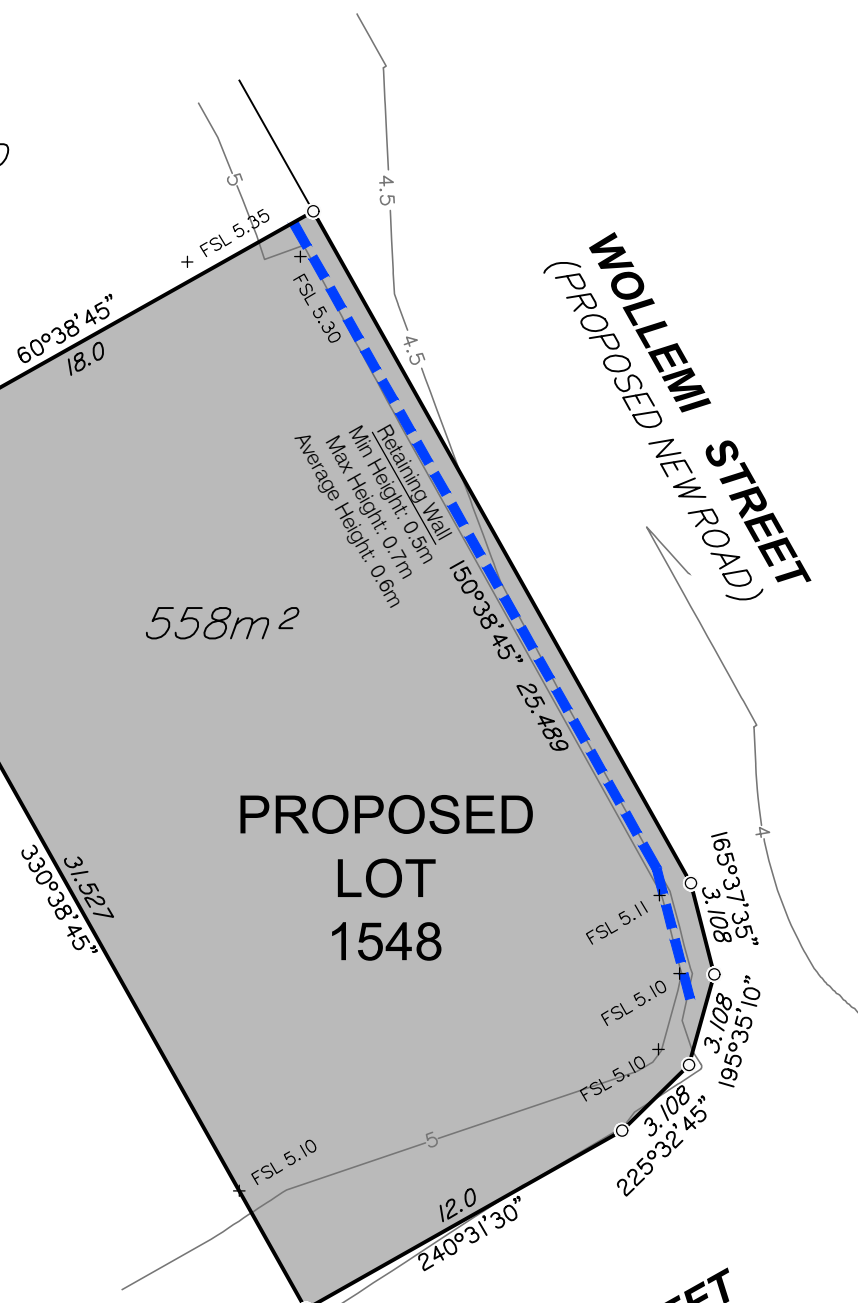 5
4.5
FSL 5.35
WOLLEMI STREET
(PROPOSED NEW ROAD)
60°38'45"
18.0
FSL 5.30
4.5
Retaining Wall
Min Height: 0.5m
Max Height: 0.7m
Average Height: 0.6m
150°38'45"
25.489
558m²
PROPOSED
LOT
1548
4
165°37'35"
3.108
31.527
330°38'45"
FSL 5.11
FSL 5.10
3.108
195°35'10"
FSL 5.10
3.108
225°32'45"
FSL 5.10
5
12.0
240°31'30"